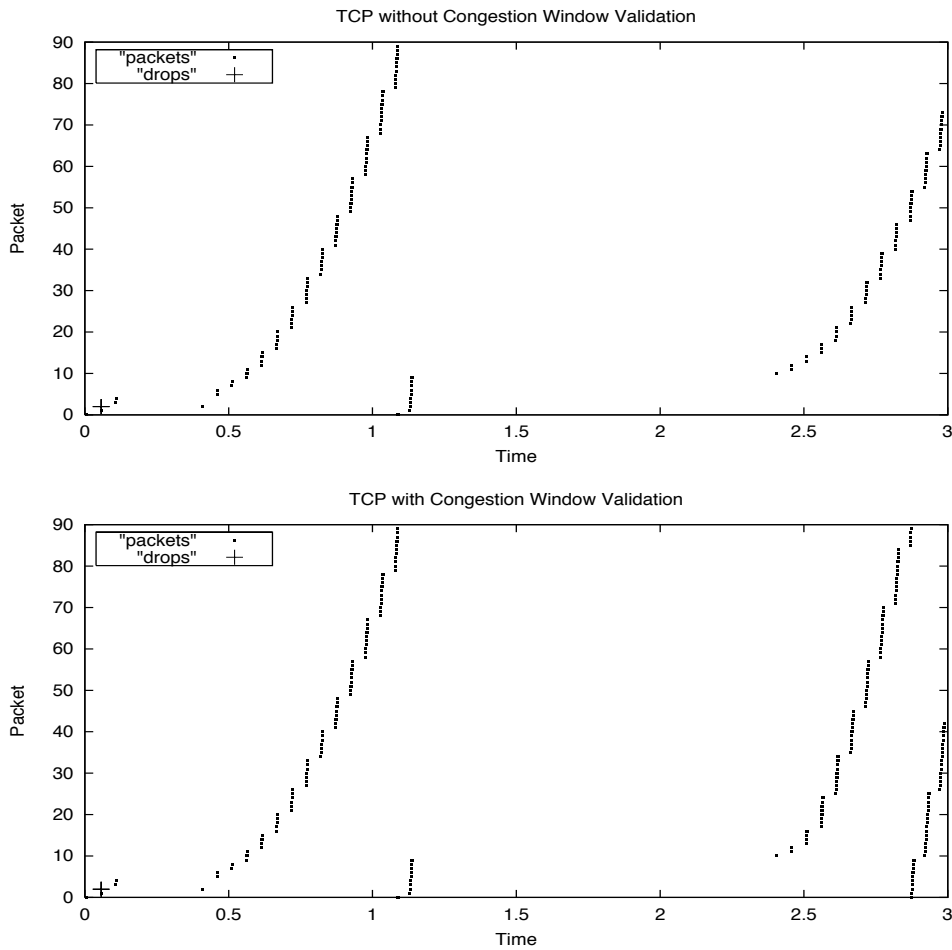 TCP without Congestion Window Validation
90
80
70
60
50
40
30
20
10
0
Packet
"packets"
"drops"
0 0.5 1 1.5 2 2.5 3
Time
TCP with Congestion Window Validation
90
80
70
60
50
40
30
20
10
0
Packet
"packets"
"drops"
0 0.5 1 1.5 2 2.5 3
Time